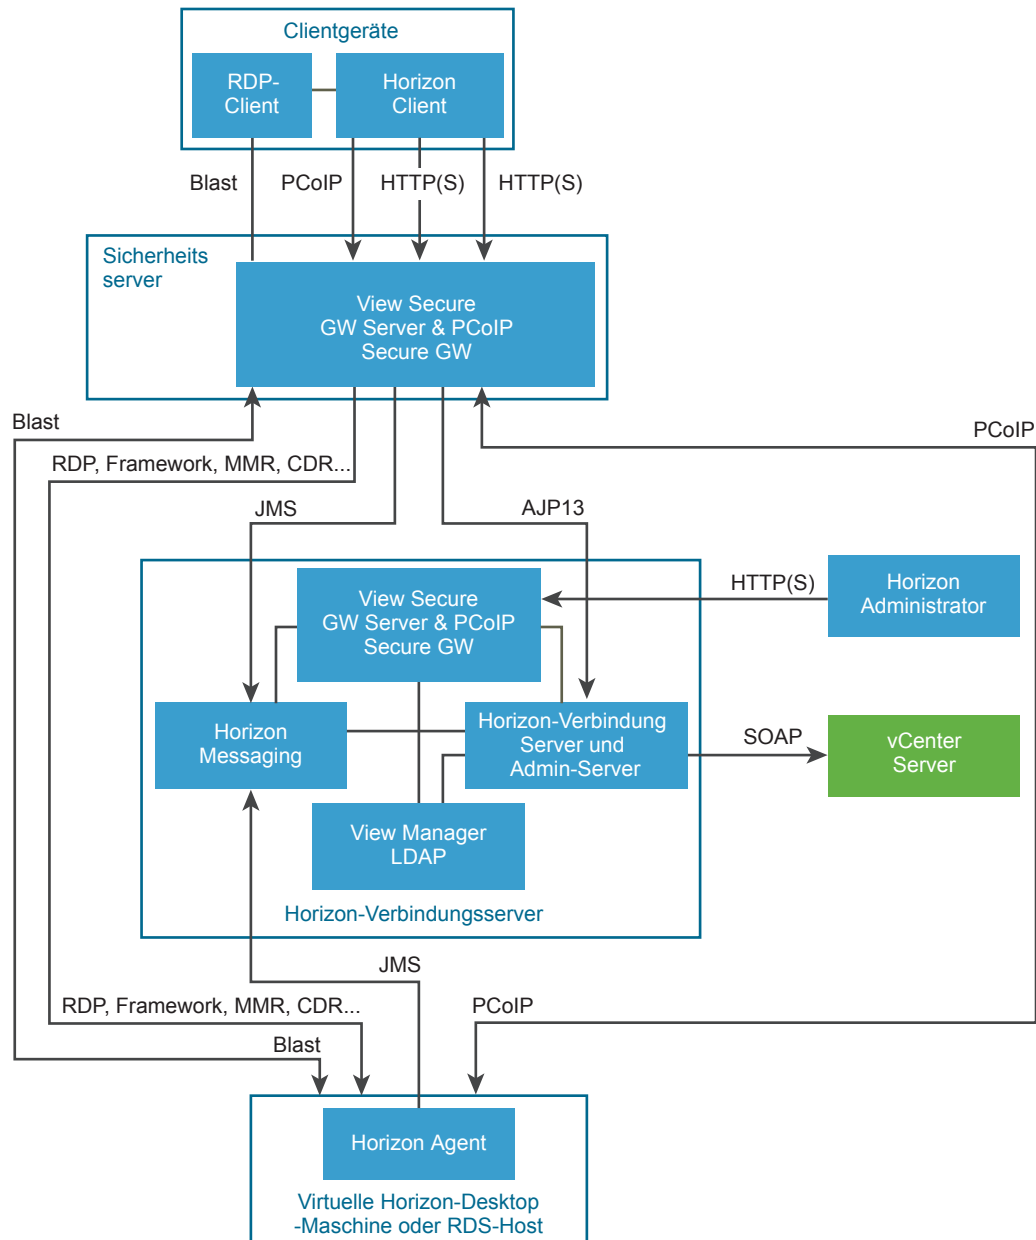 Clientgeräte
RDP-
Client
Horizon
Client
Blast
PCoIP
HTTP(S)
HTTP(S)
Sicherheits
server
View Secure
GW Server & PCoIP
Secure GW
Blast
PCoIP
RDP, Framework, MMR, CDR...
JMS
AJP13
View Secure
GW Server & PCoIP
Secure GW
HTTP(S)
Horizon
Administrator
Horizon
Messaging
Horizon-Verbindung
Server und
Admin-Server
SOAP
vCenter
Server
View Manager
LDAP
Horizon-Verbindungsserver
JMS
RDP, Framework, MMR, CDR...
PCoIP
Blast
Horizon Agent
Virtuelle Horizon-Desktop
-Maschine oder RDS-Host